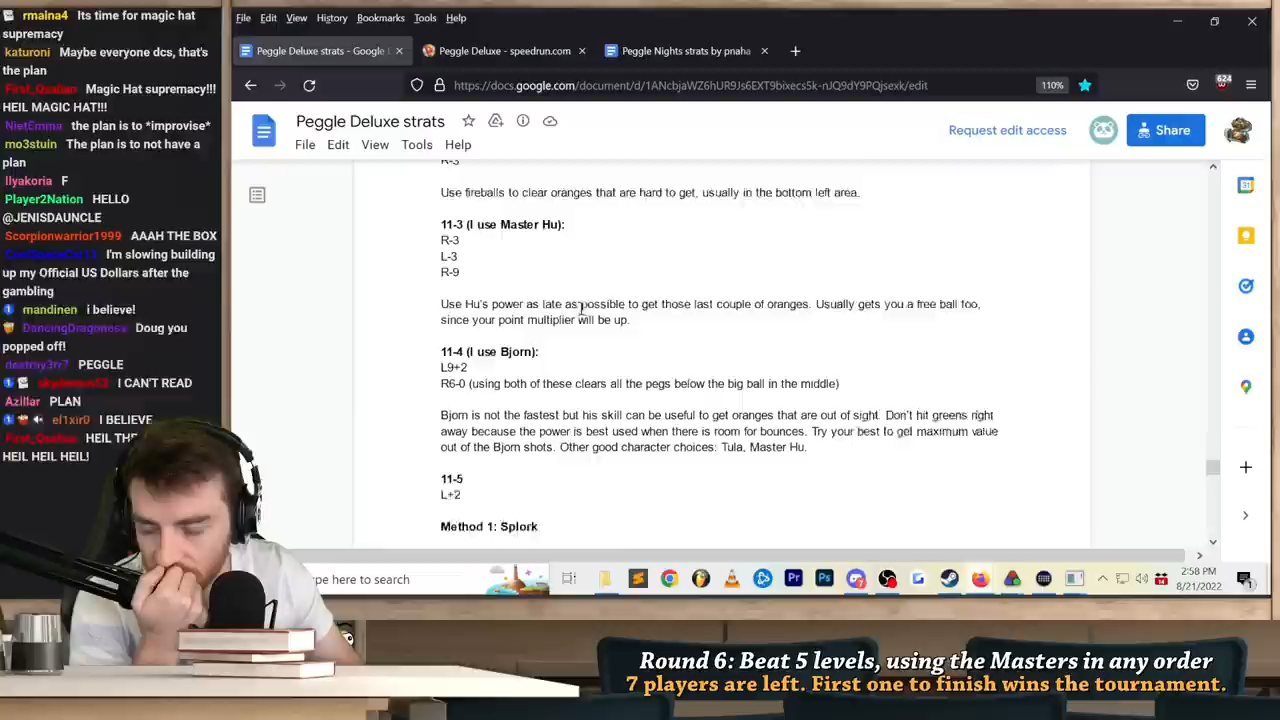 rmalna4 Its time for magic hat
supremacy
katuroni Maybe everyone dcs, that's
the plan
First_Qsalian Magic Hat supremacy!!!
HEIL MAGIC HAT!!!
NietEmma the plan is to *improvise*
mo3stuin The plan is to not have a
plan
Ilyakoria F
Player2Nation HELLO
@JENISDAUNCLE
Scorpionwarrior1999 AAAH THE BOX
I'm slowing building
up my Official US Dollars after the
gambling
mandinen i believe!
DancingDragoness Doug you
popped off!
destroy3rr7 PEGGLE
I CAN'T READ
Azillar PLAN
ef1xir0 I BELIEVE
First_Qsalian HEIL THE
HEIL HEIL HEIL!
File Edit View History Bookmarks Tools Help
Peggle Deluxe strats - Google
Peggle Deluxe - speedrun.com
Peggle Nights strats by pnaha
https://docs.google.com/document/d/1ANcbjaWZ6hUR9Js6EXT9bixecs5k-rJQ9dY9PQjsexk/edit
110%
624
Peggle Deluxe strats
File Edit View Tools Help
Request edit access
Share
R-3
Use fireballs to clear oranges that are hard to get, usually in the bottom left area.
11-3 (I use Master Hu):
R-3
L-3
R-9
Use Hu's power as late as possible to get those last couple of oranges. Usually gets you a free ball too,
since your point multiplier will be up.
11-4 (I use Bjorn):
L9+2
R6-0 (using both of these clears all the pegs below the big ball in the middle)
Bjorn is not the fastest but his skill can be useful to get oranges that are out of sight. Don't hit greens right
away because the power is best used when there is room for bounces. Try your best to get maximum value
out of the Bjorn shots. Other good character choices: Tula, Master Hu.
11-5
L+2
Method 1: Splork
pe here to search
2:58 PM
8/21/2022
Round 6: Beat 5 levels, using the Masters in any order
7 players are left. First one to finish wins the tournament.